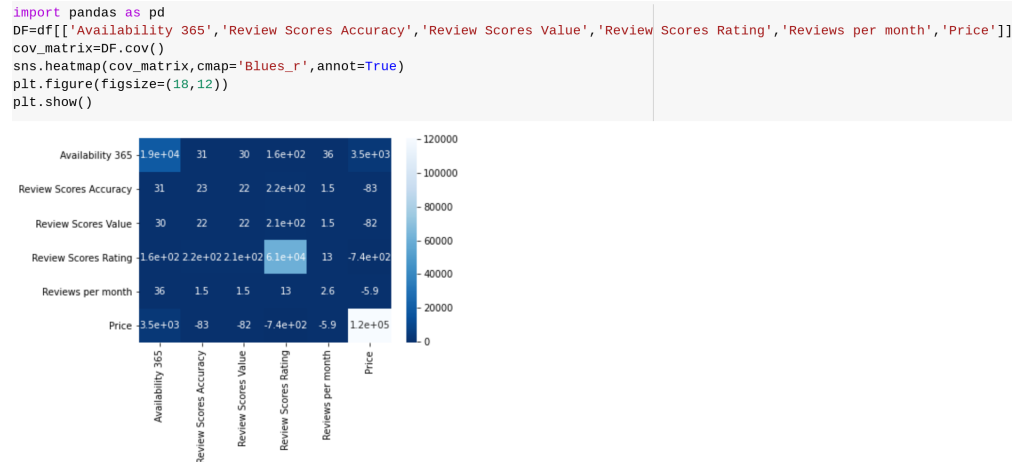 import pandas as pd
DF=df[['Availability 365','Review Scores Accuracy','Review Scores Value','Review Scores Rating','Reviews per month','Price']]
cov_matrix=DF.cov()
sns.heatmap(cov_matrix,cmap='Blues_r',annot=True)
plt.figure(figsize=(18,12))
plt.show()
Availability 365 1.9e+04 31 30 1.6e+02 36 3.5e+03
Review Scores Accuracy 31 23 22 2.2e+02 1.5 -83
Review Scores Value 30 22 22 2.1e+02 1.5 -82
Review Scores Rating 1.6e+02 2.2e+02 2.1e+02 6.1e+04 13 -7.4e+02
Reviews per month 36 1.5 1.5 13 2.6 -5.9
Price 3.5e+03 -83 -82 -7.4e+02 -5.9 1.2e+05
Availability 365
Review Scores Accuracy
Review Scores Value
Review Scores Rating
Reviews per month
Price
120000
100000
80000
60000
40000
20000
0